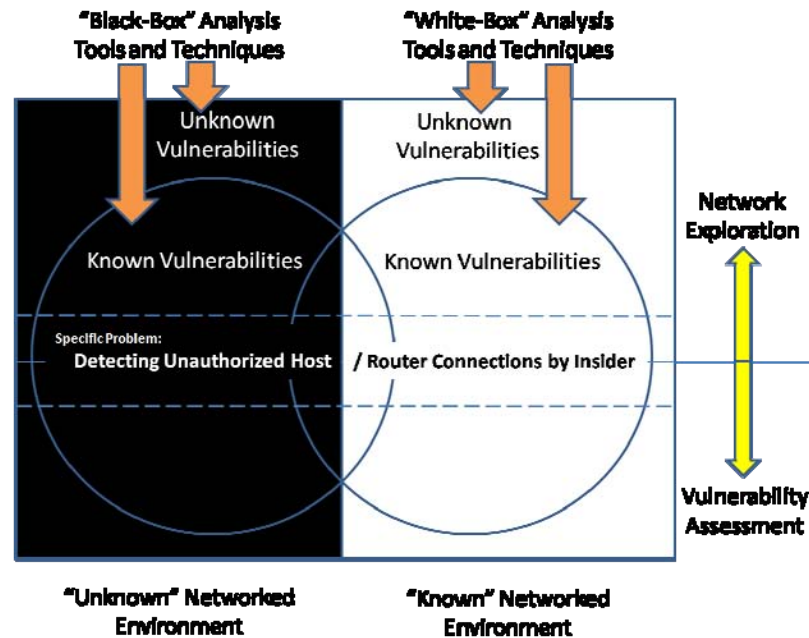 “Black-Box” Analysis
Tools and Techniques
“White-Box” Analysis
Tools and Techniques
Unknown
Vulnerabilities
Unknown
Vulnerabilities
Network
Exploration
Known Vulnerabilities
Known Vulnerabilities
Specific Problem:
Detecting Unauthorized Host
/ Router Connections by Insider
Vulnerability
Assessment
“Unknown” Networked
Environment
“Known” Networked
Environment